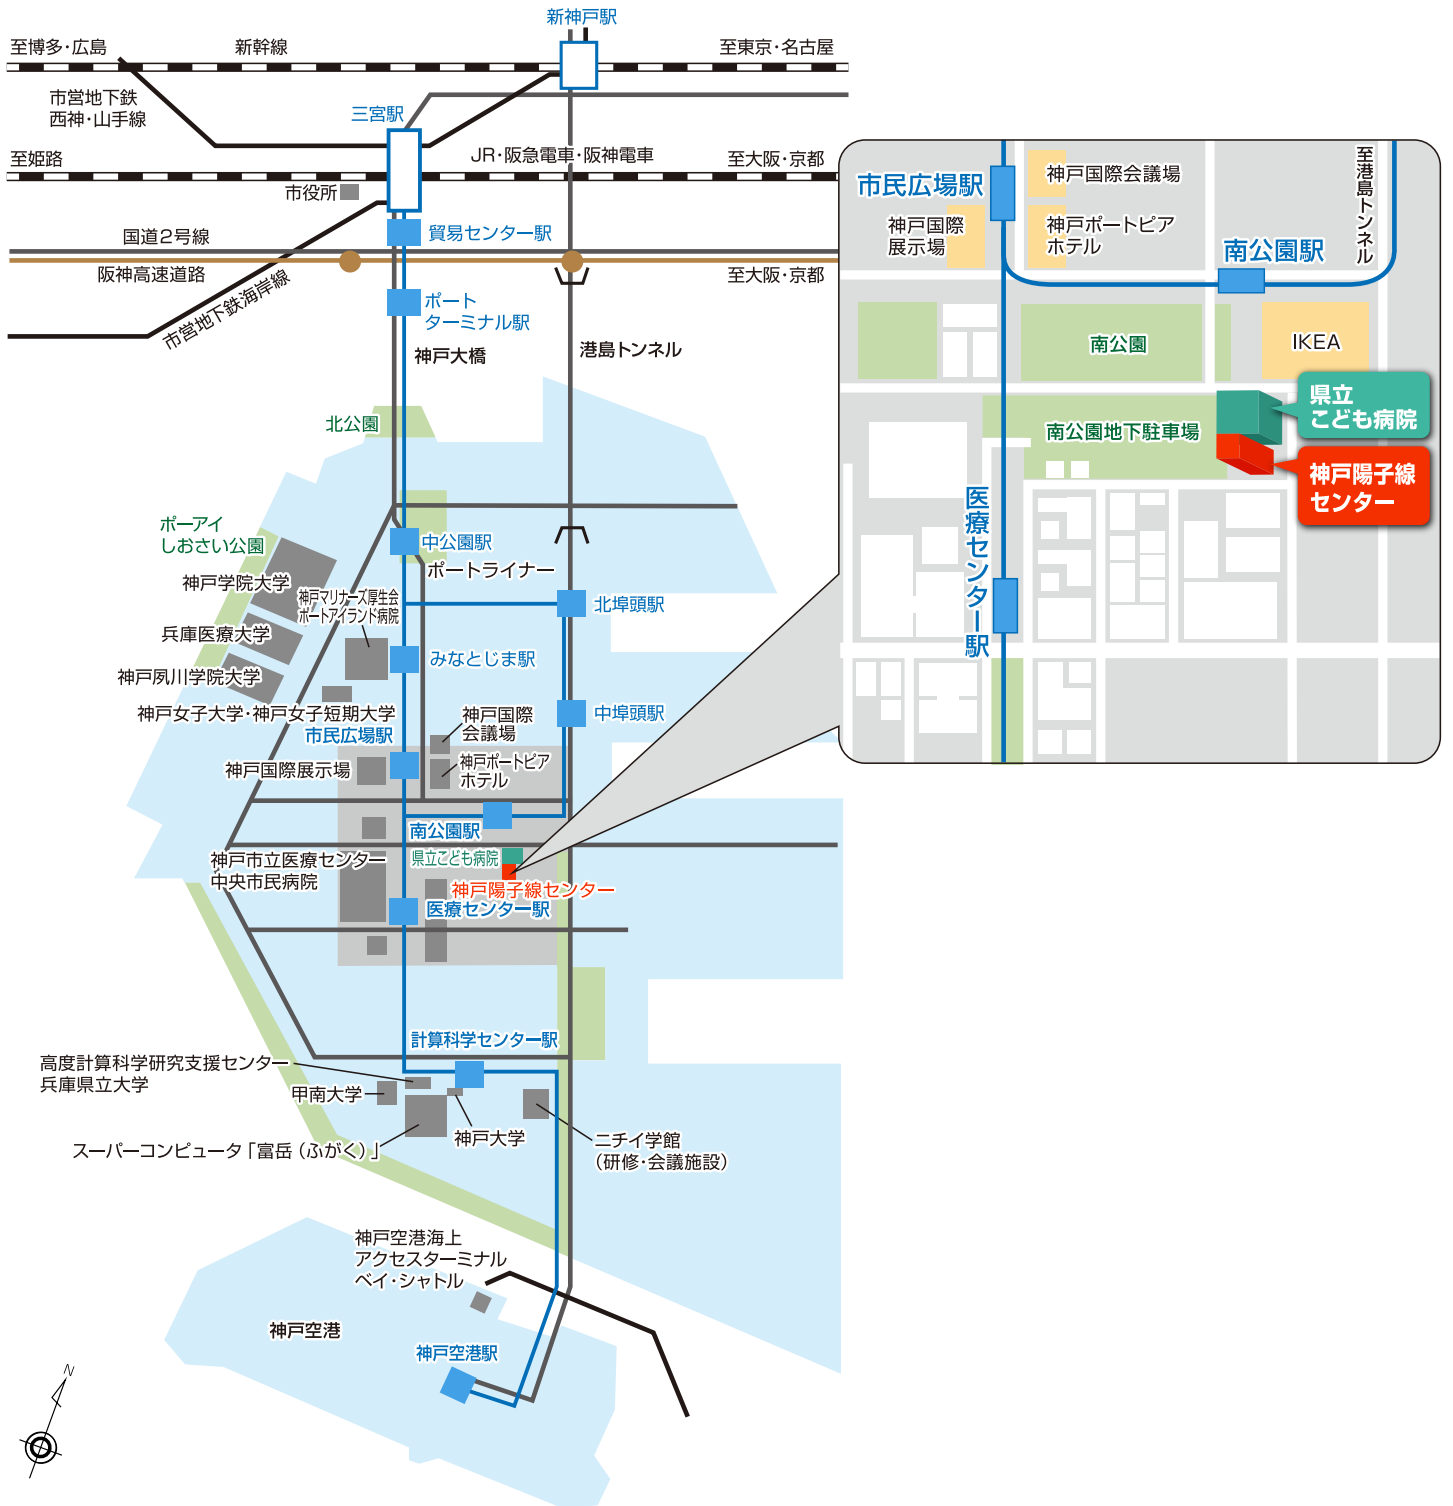 新神戸駅
至博多・広島
新幹線
至東京・名古屋
市営地下鉄
西神・山手線
三宮駅
至姫路
JR・阪急電車・阪神電車
至大阪・京都
市役所
国道2号線
貿易センター駅
阪神高速道路
至大阪・京都
市営地下鉄海岸線
ポート
ターミナル駅
神戸大橋
港島トンネル
北公園
ポーアイ
しおさい公園
中公園駅
ポートライナー
神戸学院大学
神戸マリナーズ厚生会
ポートアイランド病院
北埠頭駅
兵庫医療大学
みなとじま駅
神戸夙川学院大学
神戸女子大学・神戸女子短期大学
市民広場駅
神戸国際
会議場
中埠頭駅
神戸国際展示場
神戸ポートピア
ホテル
南公園駅
県立こども病院
神戸市立医療センター
中央市民病院
神戸陽子線センター
医療センター駅
計算科学センター駅
高度計算科学研究支援センター
兵庫県立大学
甲南大学
スーパーコンピュータ「富岳(ふがく)」
神戸大学
ニチイ学館
(研修・会議施設)
神戸空港海上
アクセスターミナル
ベイ・シャトル
神戸空港
神戸空港駅
N
市民広場駅
神戸国際会議場
神戸国際
展示場
神戸ポートピア
ホテル
至港島トンネル
南公園駅
南公園
IKEA
県立
こども病院
南公園地下駐車場
神戸陽子線
センター
医療センター駅